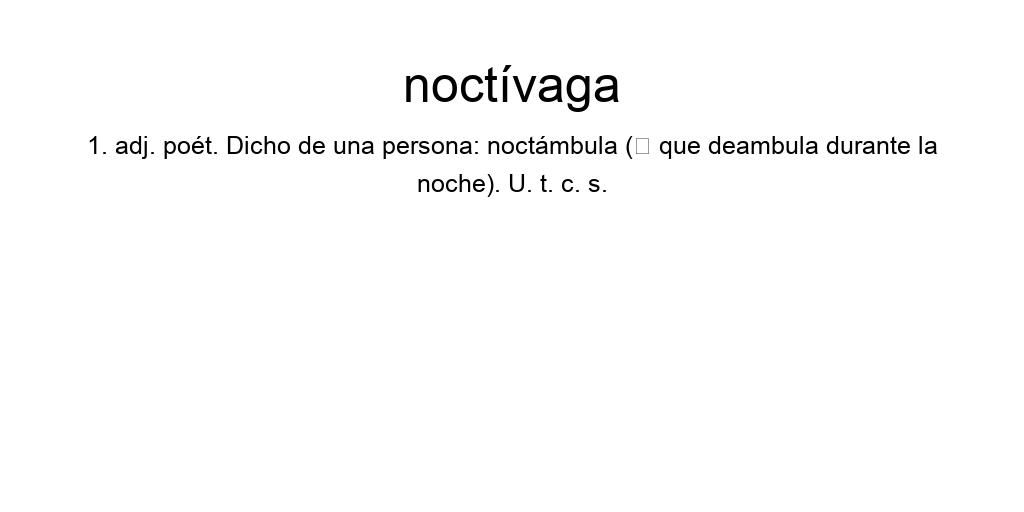 noctívaga
1. adj. poét. Dicho de una persona: noctámbula (□ que deambula durante la
noche). U. t. c. s.